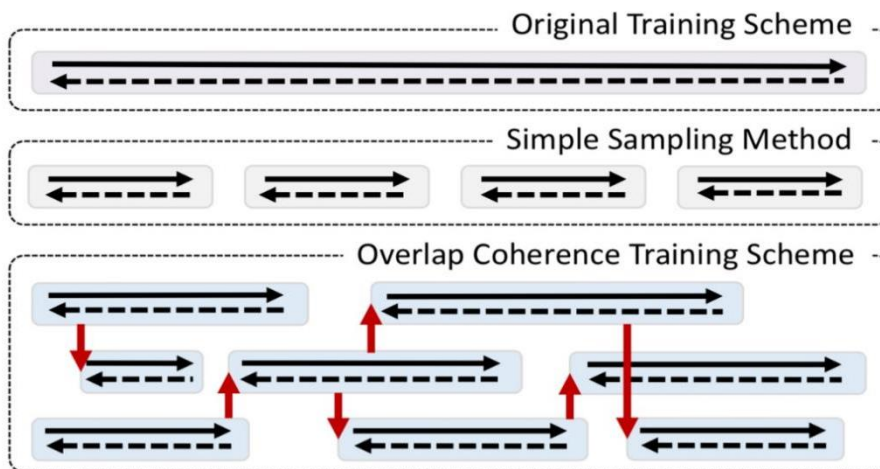 Original Training Scheme
Simple Sampling Method
Overlap Coherence Training Scheme